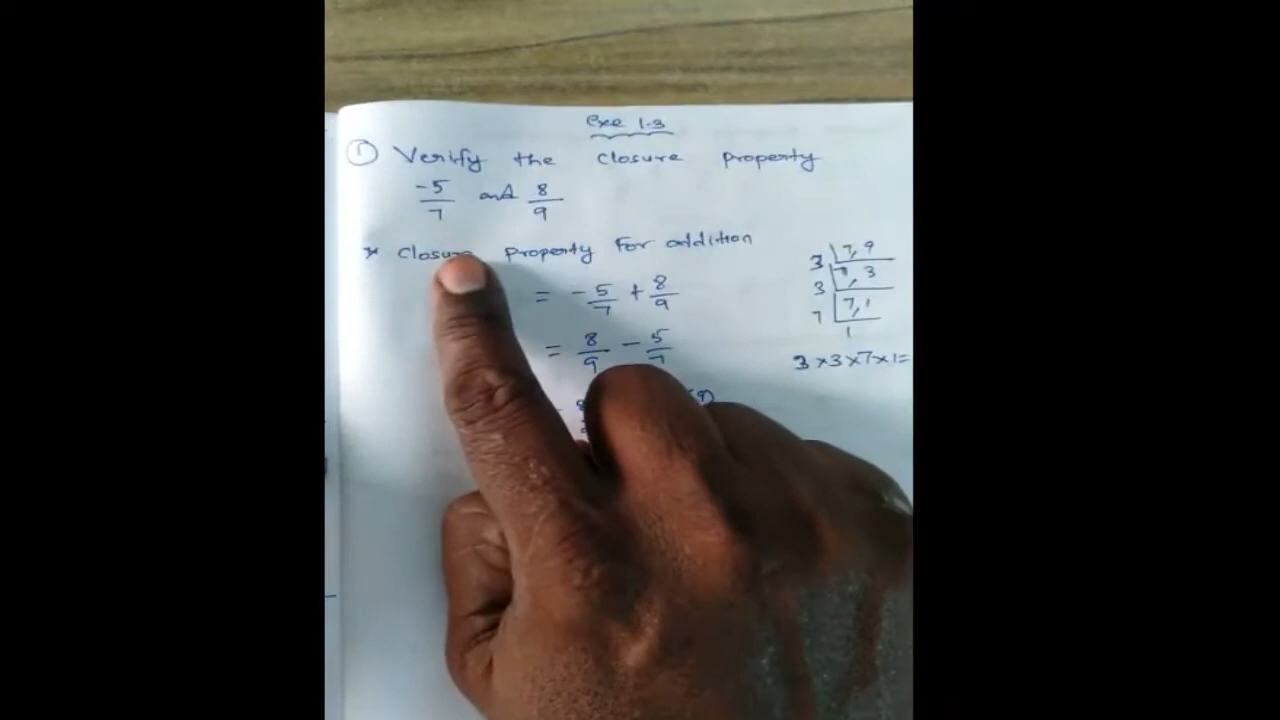 Exe 1.3
① Verify the closure property
-5/7 and 8/9
* Closure property for addition
= -5/7 + 8/9
= 8/9 - 5/7
3 | 7, 9
3 | 7, 3
7 | 7, 1
1
3×3×7×1=